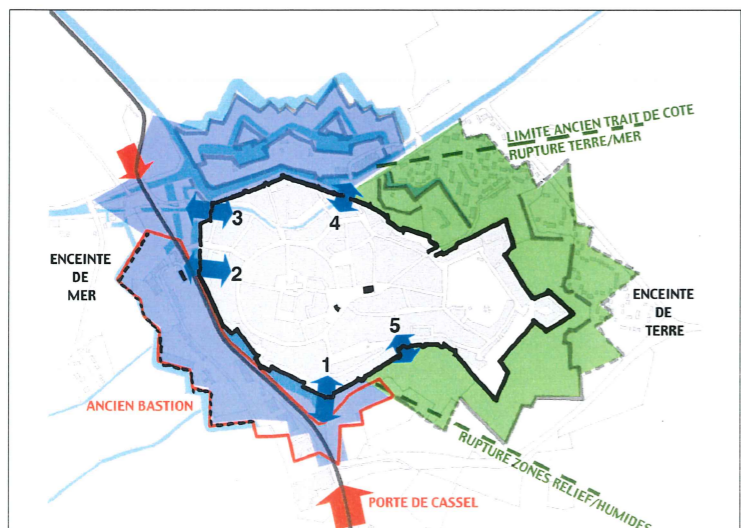 LIMITE ANCIEN TRAIT DE COTE
RUPTURE TERRE/MER
3
4
ENCEINTE
DE
MER
2
ENCEINTE
DE
TERRE
5
1
ANCIEN BASTION
RUPTURE ZONES RELIEF/HUMIDES
PORTE DE CASSEL